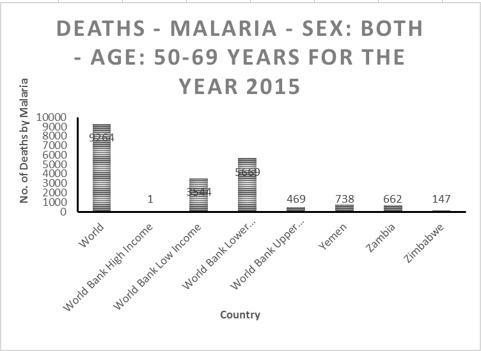 DEATHS - MALARIA - SEX: BOTH
- AGE: 50-69 YEARS FOR THE
YEAR 2015
No. of Deaths by Malaria
10000
9000
8000
7000
6000
5000
4000
3000
2000
1000
0
9264
1
3544
5669
469
738
662
147
World
World Bank High Income
World Bank Low Income
World Bank Lower...
World Bank Upper...
Yemen
Zambia
Zimbabwe
Country